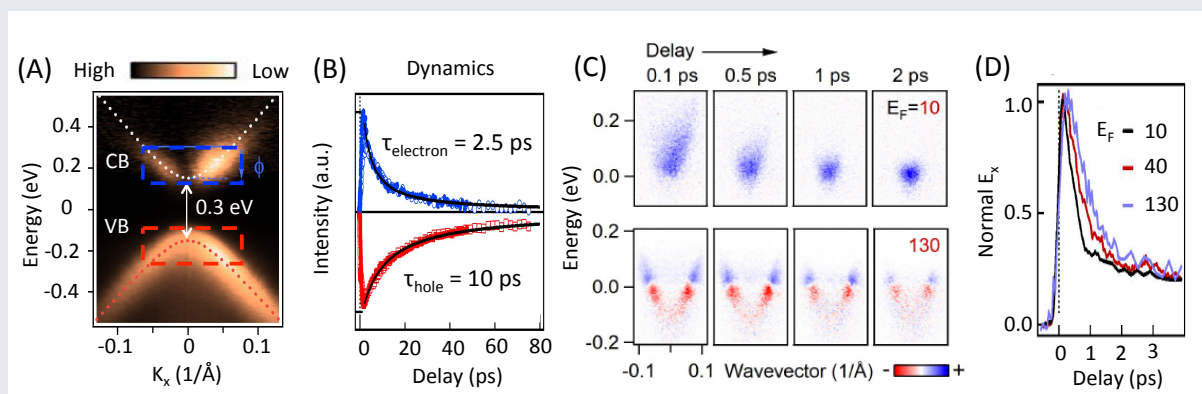 (A)
High
Low
Energy (eV)
0.4
0.2
0
-0.2
-0.4
CB
VB
ϕ
0.3 eV
-0.1
0
0.1
Kx (1/Å)
(B)
Dynamics
Intensity (a.u.)
τelectron = 2.5 ps
τhole = 10 ps
0
20
40
60
80
Delay (ps)
(C)
Delay
0.1 ps
0.5 ps
1 ps
2 ps
Energy (eV)
0.2
0.0
EF=10
0.2
0.0
-0.2
130
-0.1
0.1
Wavevector (1/Å)
-
+
(D)
Normal Ex
1.0
0.5
0.0
EF
10
40
130
0
1
2
3
Delay (ps)